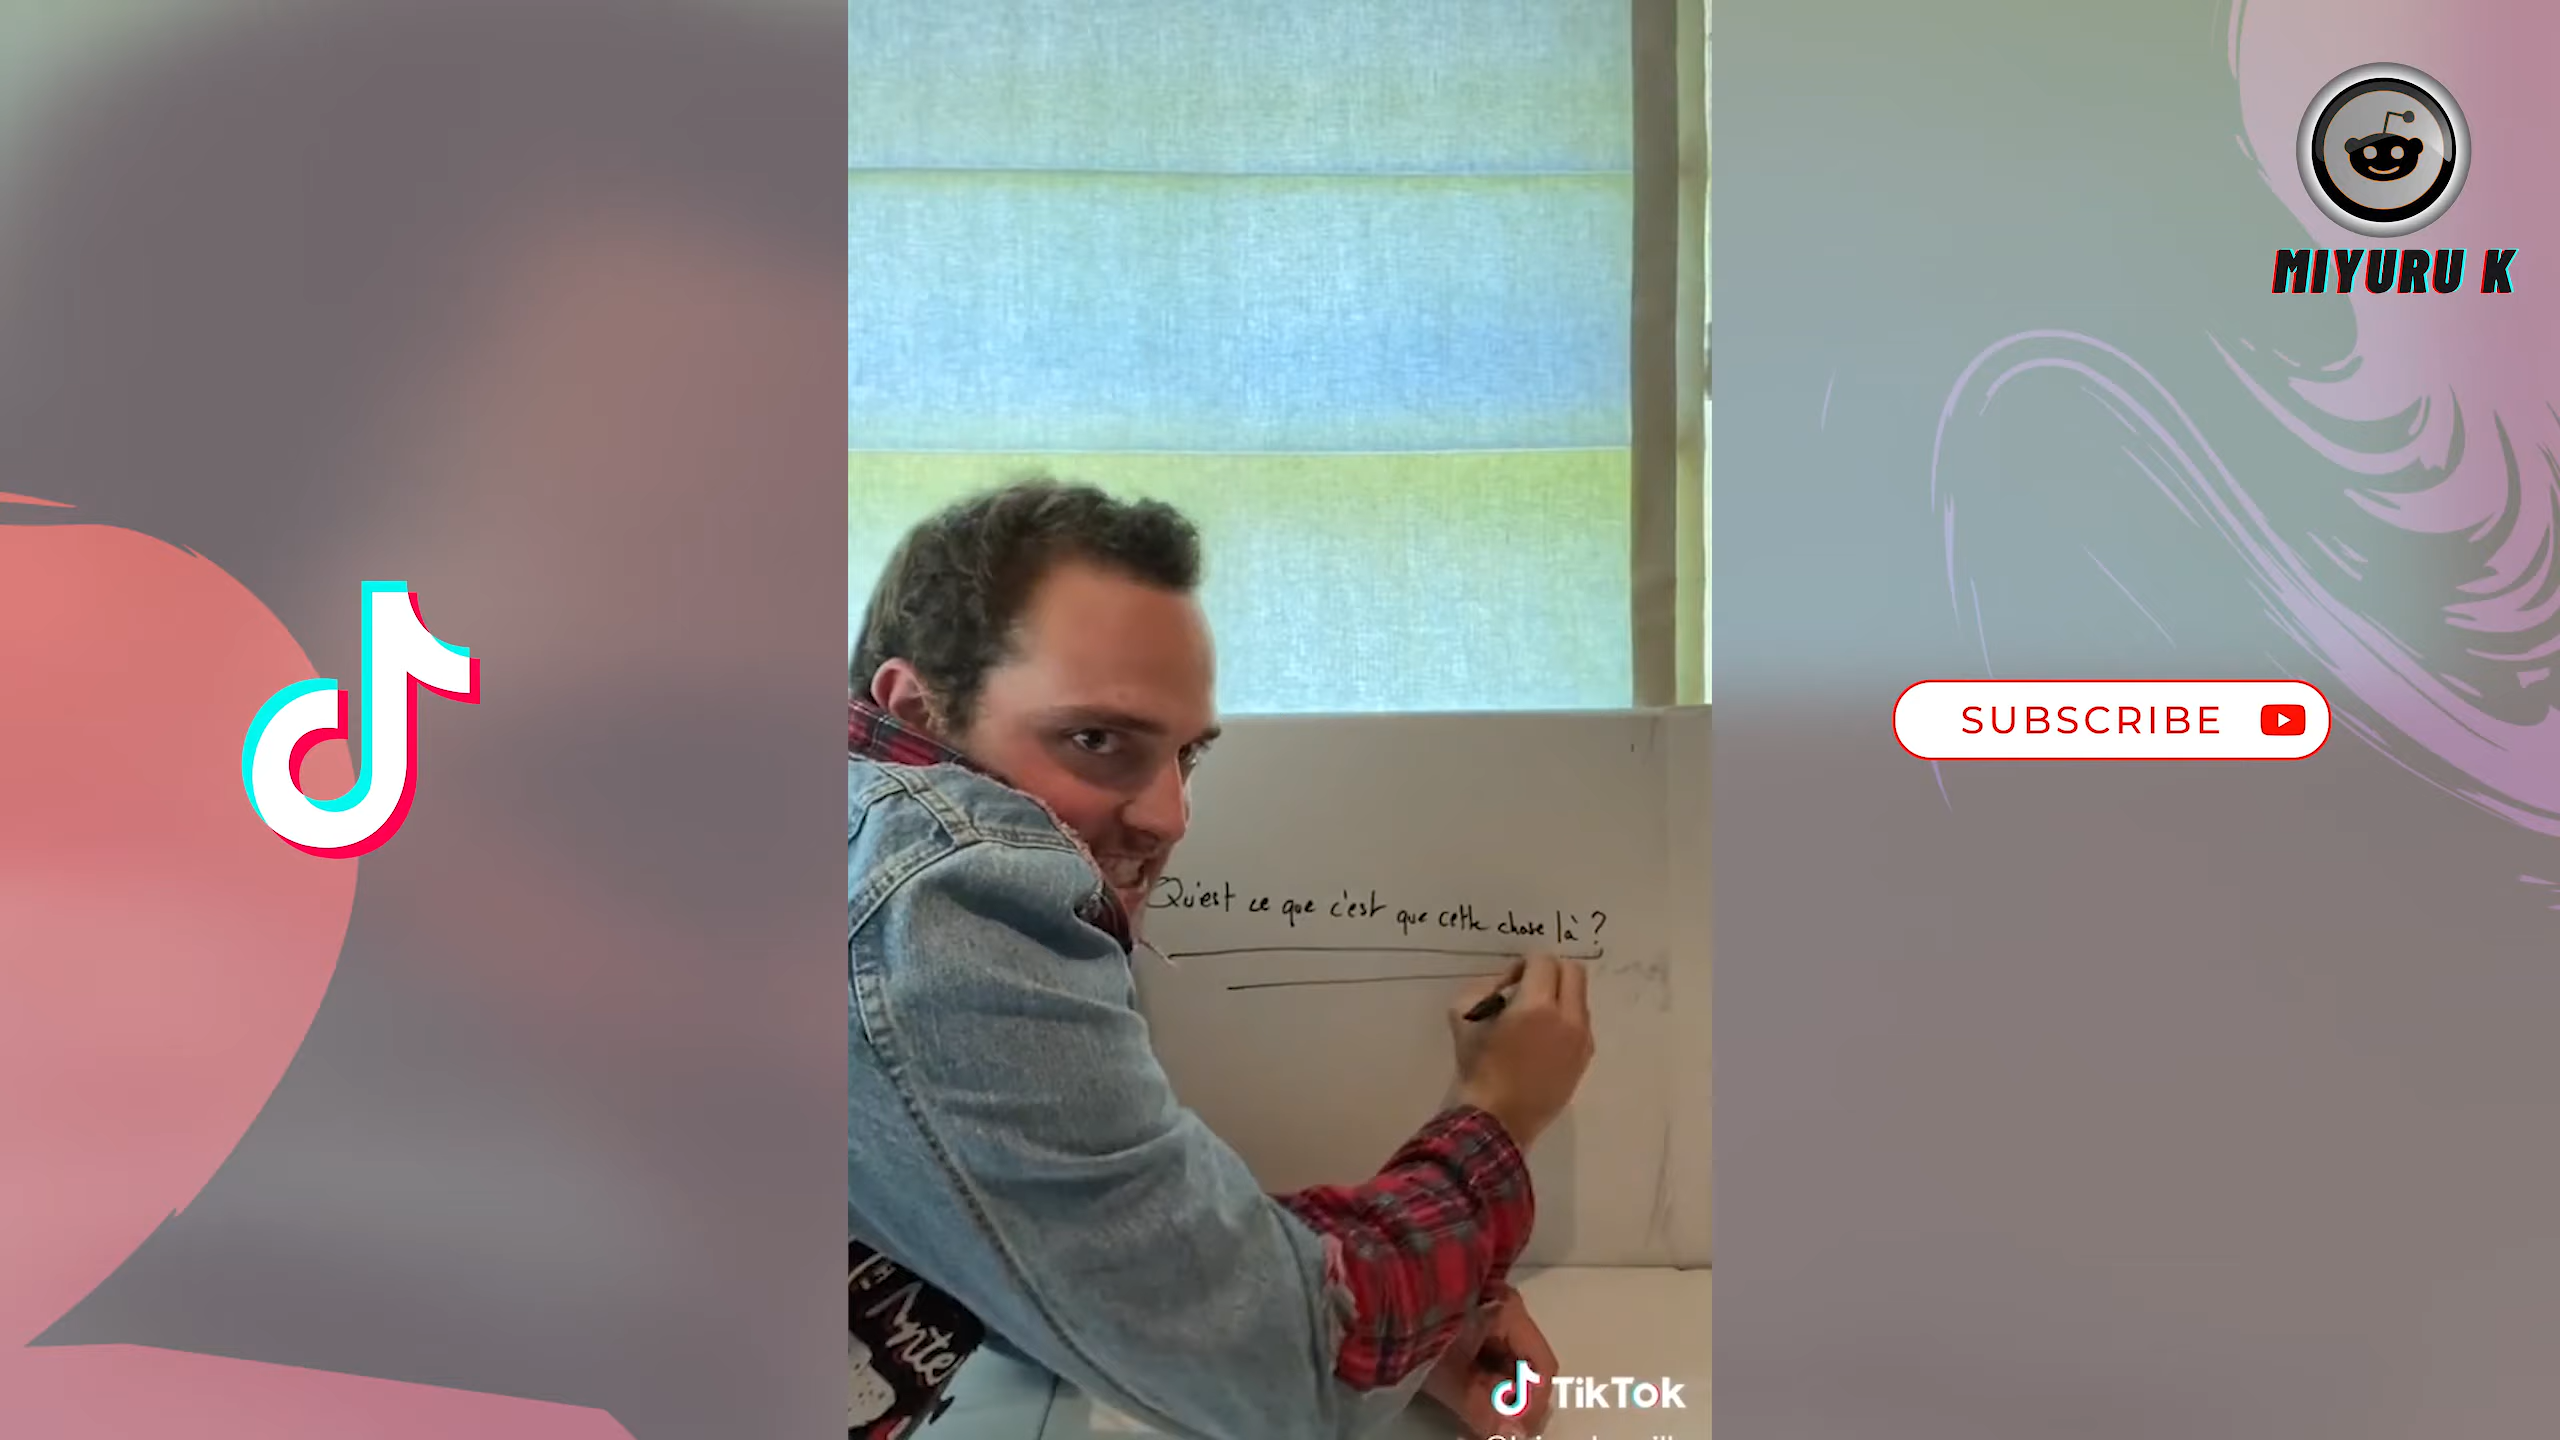 MIYURU K
SUBSCRIBE
Qu'est ce que c'est que cette chose là ?
TikTok